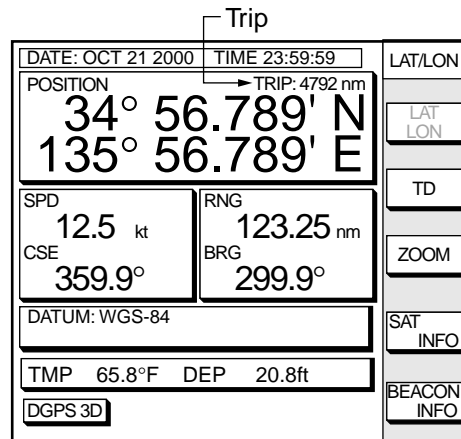 Trip
DATE: OCT 21 2000 TIME 23:59:59
POSITION TRIP: 4792 nm
34° 56.789' N
135° 56.789' E
SPD
12.5 kt
CSE
359.9°
RNG
123.25 nm
BRG
299.9°
DATUM: WGS-84
TMP 65.8°F DEP 20.8ft
DGPS 3D
LAT/LON
LAT
LON
TD
ZOOM
SAT
INFO
BEACON
INFO